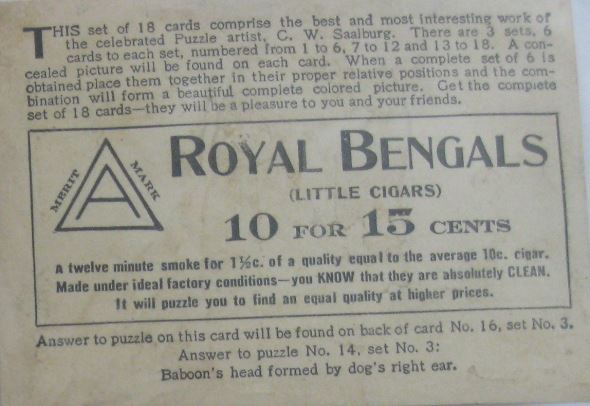 THIS set of 18 cards comprise the best and most interesting work of
the celebrated Puzzle artist, C. W. Saalburg. There are 3 sets, 6
cards to each set, numbered from 1 to 6, 7 to 12 and 13 to 18. A con-
cealed picture will be found on each card. When a complete set of 6 is
obtained place them together in their proper relative positions and the com-
bination will form a beautiful complete colored picture. Get the complete
set of 18 cards—they will be a pleasure to you and your friends.
MERIT A MARK
ROYAL BENGALS
(LITTLE CIGARS)
10 FOR 15 CENTS
A twelve minute smoke for 1½c. of a quality equal to the average 10c. cigar.
Made under ideal factory conditions—you KNOW that they are absolutely CLEAN.
It will puzzle you to find an equal quality at higher prices.
Answer to puzzle on this card will be found on back of card No. 16, set No. 3.
Answer to puzzle No. 14, set No. 3:
Baboon's head formed by dog's right ear.